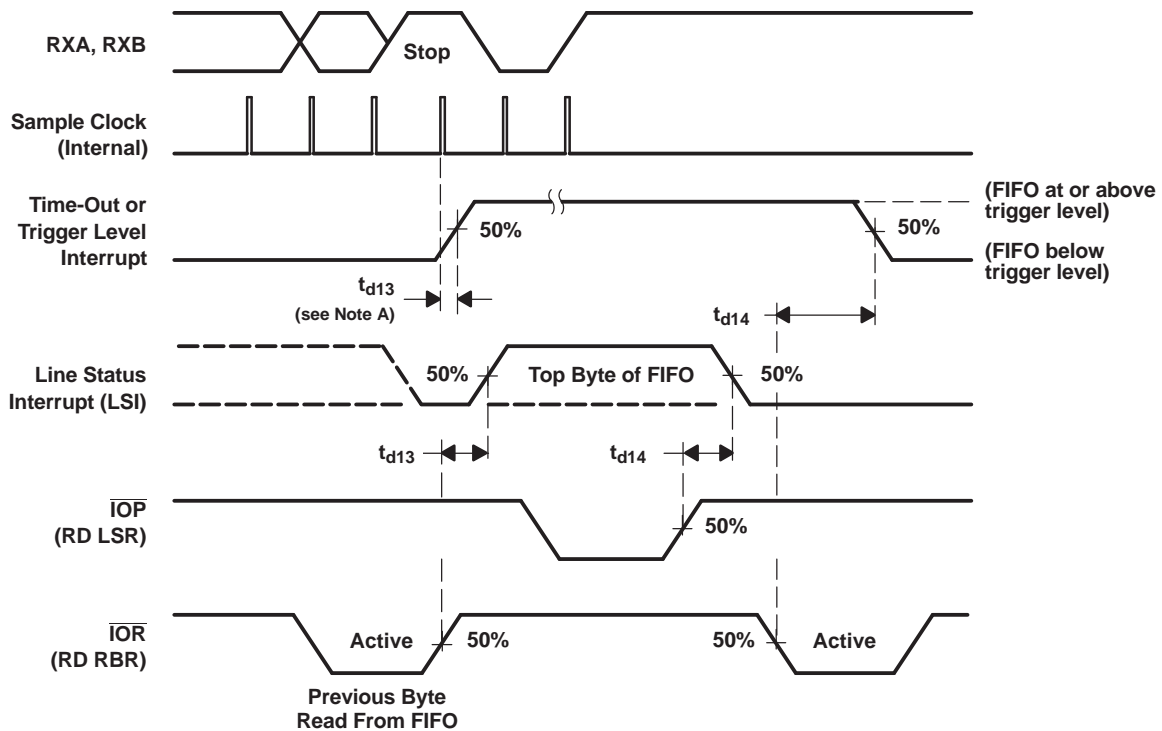 RXA, RXB
Stop
Sample Clock
(Internal)
Time-Out or
Trigger Level
Interrupt
50%
50%
(FIFO at or above
trigger level)
(FIFO below
trigger level)
td13
(see Note A)
td14
Line Status
Interrupt (LSI)
50%
Top Byte of FIFO
50%
td13
td14
IOP
(RD LSR)
50%
IOR
(RD RBR)
Active
50%
50%
Active
Previous Byte
Read From FIFO